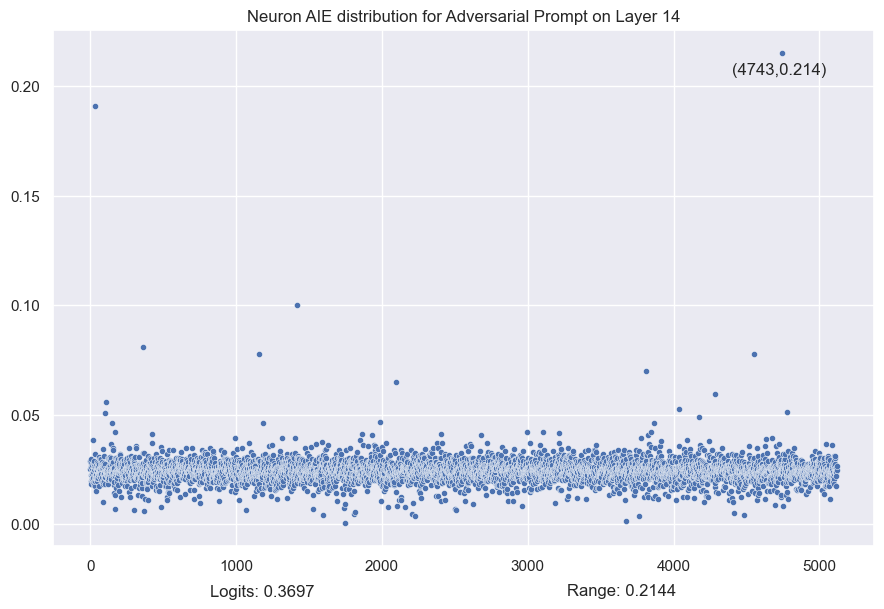 Neuron AIE distribution for Adversarial Prompt on Layer 14
(4743,0.214)
0.20
0.15
0.10
0.05
0.00
0 1000 2000 3000 4000 5000
Logits: 0.3697 Range: 0.2144